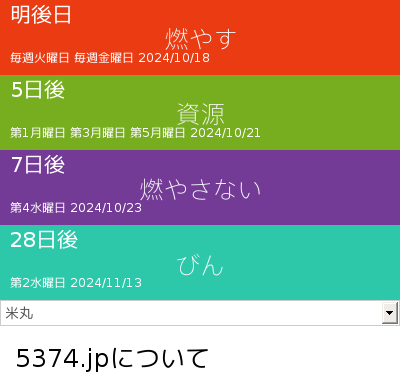 明後日
燃やす
毎週火曜日 毎週金曜日 2024/10/18
5日後
資源
第1月曜日 第3月曜日 第5月曜日 2024/10/21
7日後
燃やさない
第4水曜日 2024/10/23
28日後
びん
第2水曜日 2024/11/13
米丸
5374.jpについて